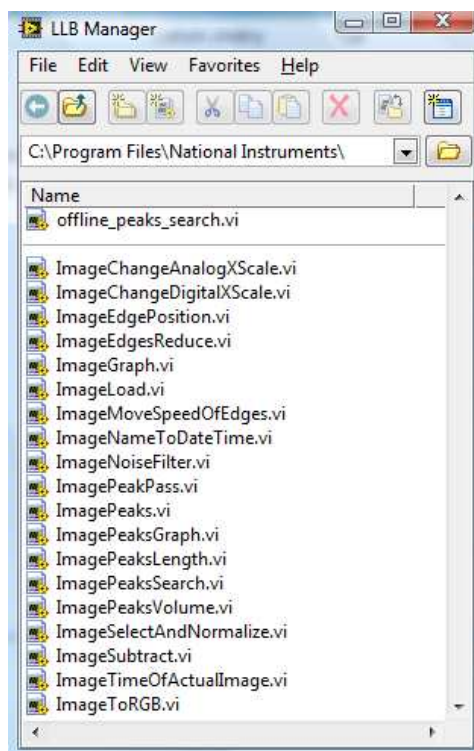 LLB Manager
File Edit View Favorites Help
C:\Program Files\National Instruments\
Name
offline_peaks_search.vi
ImageChangeAnalogXScale.vi
ImageChangeDigitalXScale.vi
ImageEdgePosition.vi
ImageEdgesReduce.vi
ImageGraph.vi
ImageLoad.vi
ImageMoveSpeedOfEdges.vi
ImageNameToDateTime.vi
ImageNoiseFilter.vi
ImagePeakPass.vi
ImagePeaks.vi
ImagePeaksGraph.vi
ImagePeaksLength.vi
ImagePeaksSearch.vi
ImagePeaksVolume.vi
ImageSelectAndNormalize.vi
ImageSubtract.vi
ImageTimeOfActualImage.vi
ImageToRGB.vi